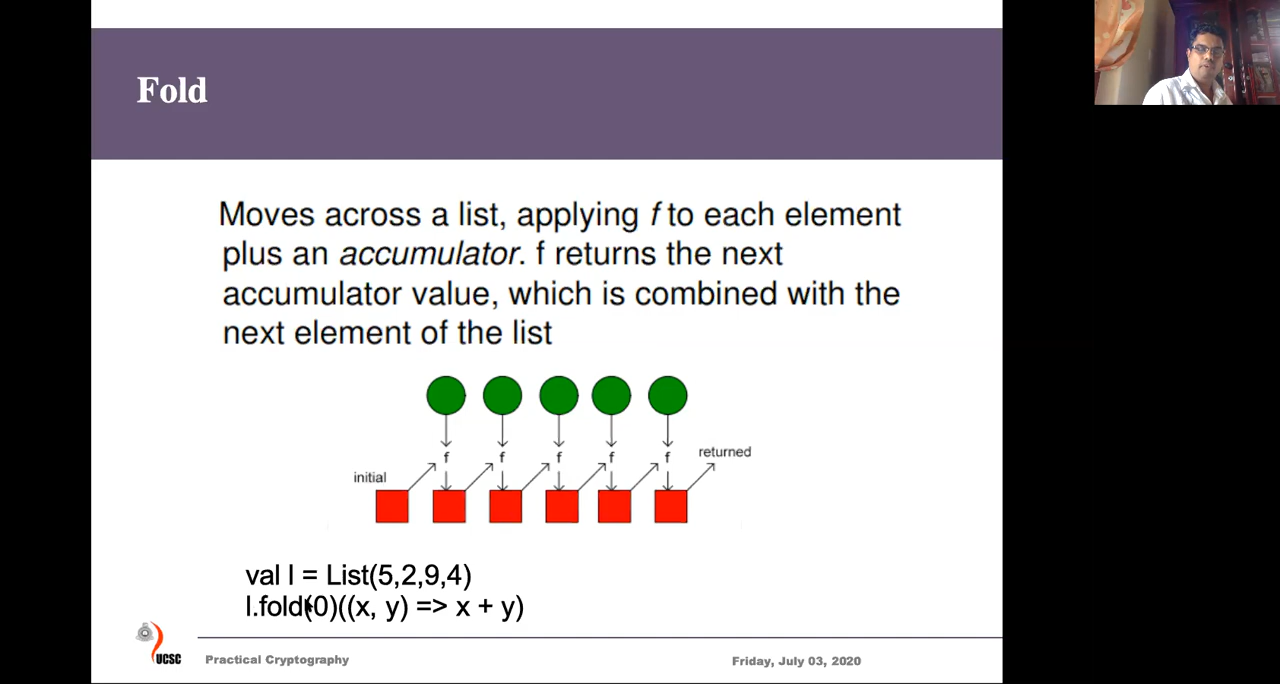 Fold
Moves across a list, applying f to each element
plus an accumulator. f returns the next
accumulator value, which is combined with the
next element of the list
f f f f f returned
initial
val l = List(5,2,9,4)
l.fold(0)((x, y) => x + y)
UCSC Practical Cryptography Friday, July 03, 2020